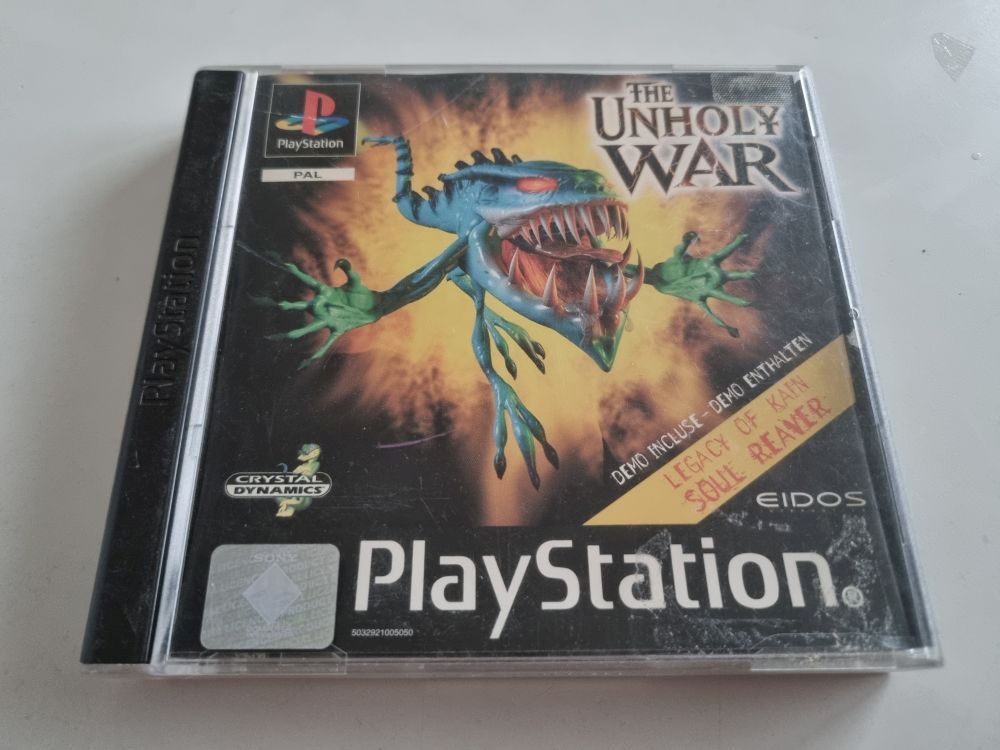 PlayStation
PlayStation
PAL
THE
UNHOLY
WAR
DEMO INCLUSE - DEMO ENTHALTEN
LEGACY OF KAIN
SOUL REAVER
CRYSTAL
DYNAMICS
EIDOS
SONY
PlayStation®
5032921005050